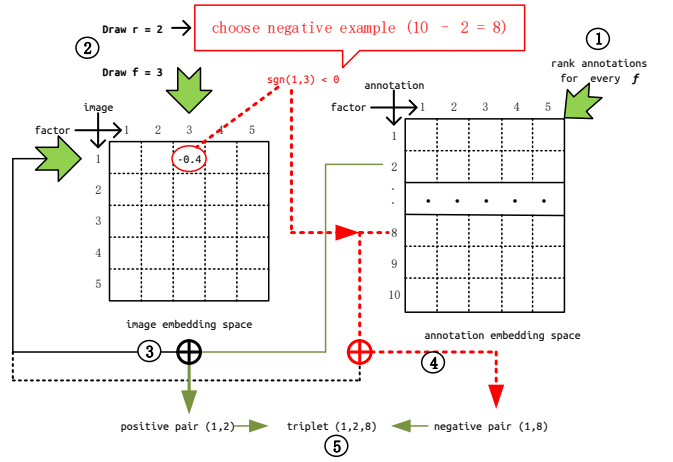 Draw r = 2
choose negative example (10 - 2 = 8)
②
①
rank annotations
for every f
Draw f = 3
sgn(1,3) < 0
annotation
image
factor
1 2 3 4 5
factor
1 2 3 4 5
1
2
3
4
5
-0.4
1
2
.
.
8
9
10
. . . . .
image embedding space
annotation embedding space
③
④
positive pair (1,2)
triplet (1,2,8)
negative pair (1,8)
⑤